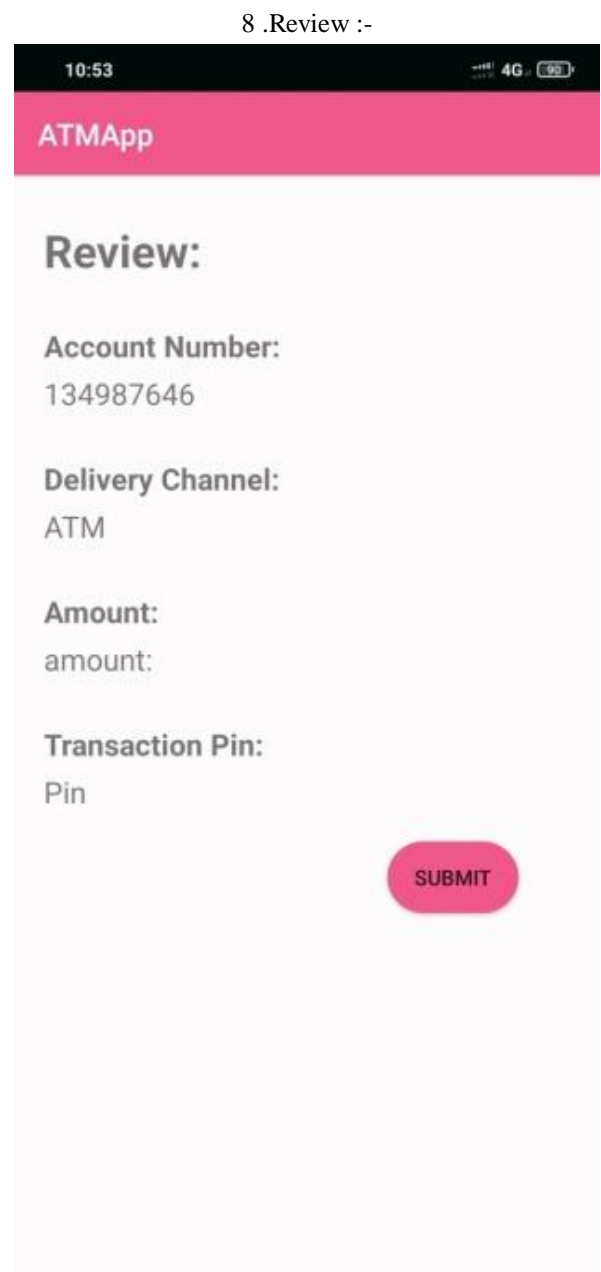 8 .Review :-
10:53 4G 90
ATMApp
Review:
Account Number:
134987646
Delivery Channel:
ATM
Amount:
amount:
Transaction Pin:
Pin
SUBMIT